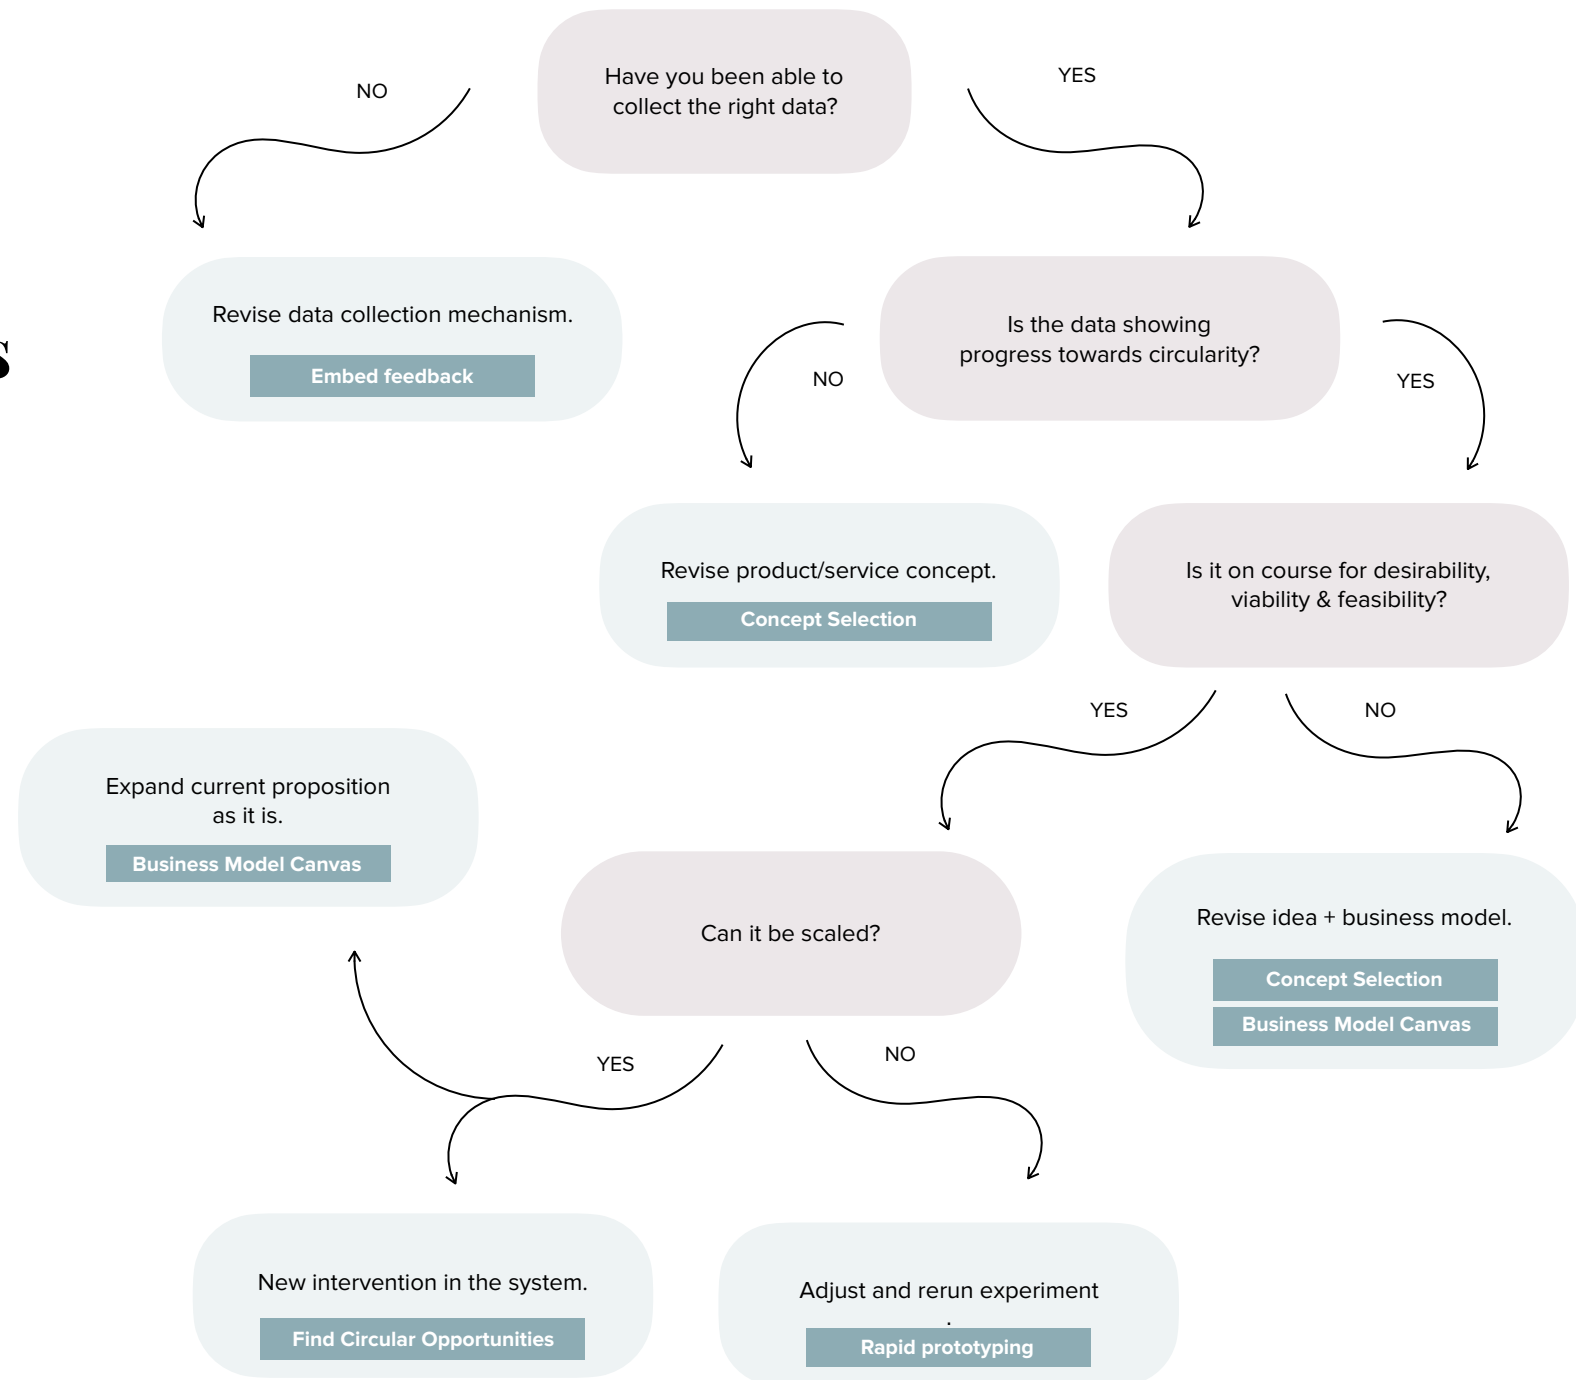 Have you been able to
collect the right data?
NO
YES
s
Revise data collection mechanism.
Embed feedback
Is the data showing
progress towards circularity?
NO
YES
Revise product/service concept.
Concept Selection
Is it on course for desirability,
viability & feasibility?
YES
NO
Expand current proposition
as it is.
Business Model Canvas
Can it be scaled?
Revise idea + business model.
Concept Selection
Business Model Canvas
YES
NO
New intervention in the system.
Find Circular Opportunities
Adjust and rerun experiment
.
Rapid prototyping